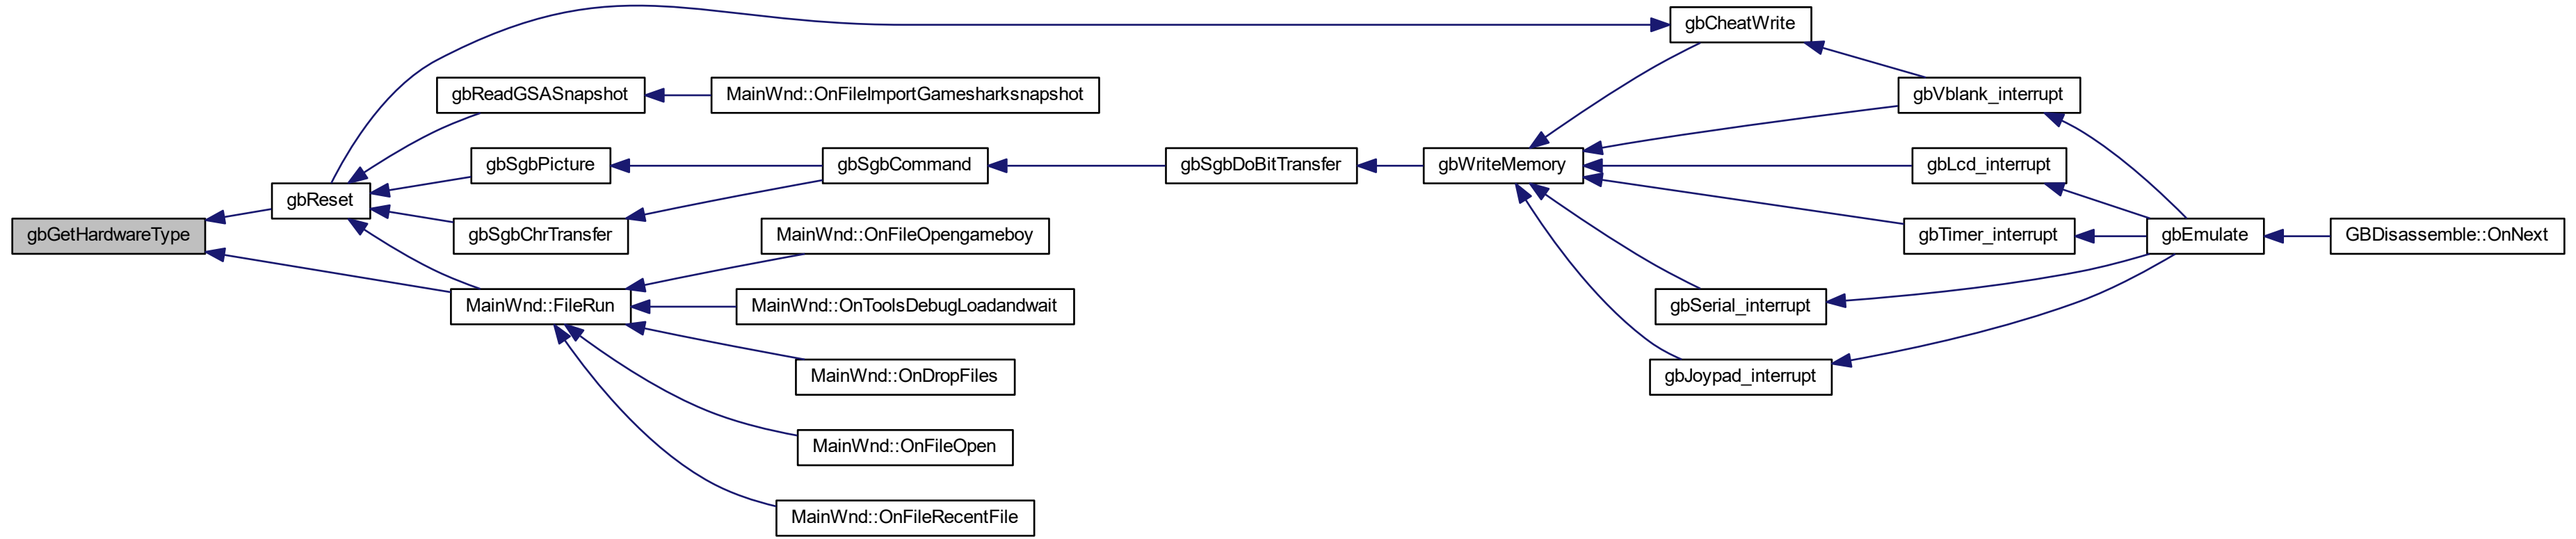 gbCheatWrite
gbReadGSASnapshot
MainWnd::OnFileImportGamesharksnapshot
gbVblank_interrupt
gbSgbPicture
gbSgbCommand
gbSgbDoBitTransfer
gbWriteMemory
gbLcd_interrupt
gbReset
gbGetHardwareType
gbSgbChrTransfer
MainWnd::OnFileOpengameboy
gbTimer_interrupt
gbEmulate
GBDisassemble::OnNext
MainWnd::FileRun
MainWnd::OnToolsDebugLoadandwait
gbSerial_interrupt
MainWnd::OnDropFiles
gbJoypad_interrupt
MainWnd::OnFileOpen
MainWnd::OnFileRecentFile